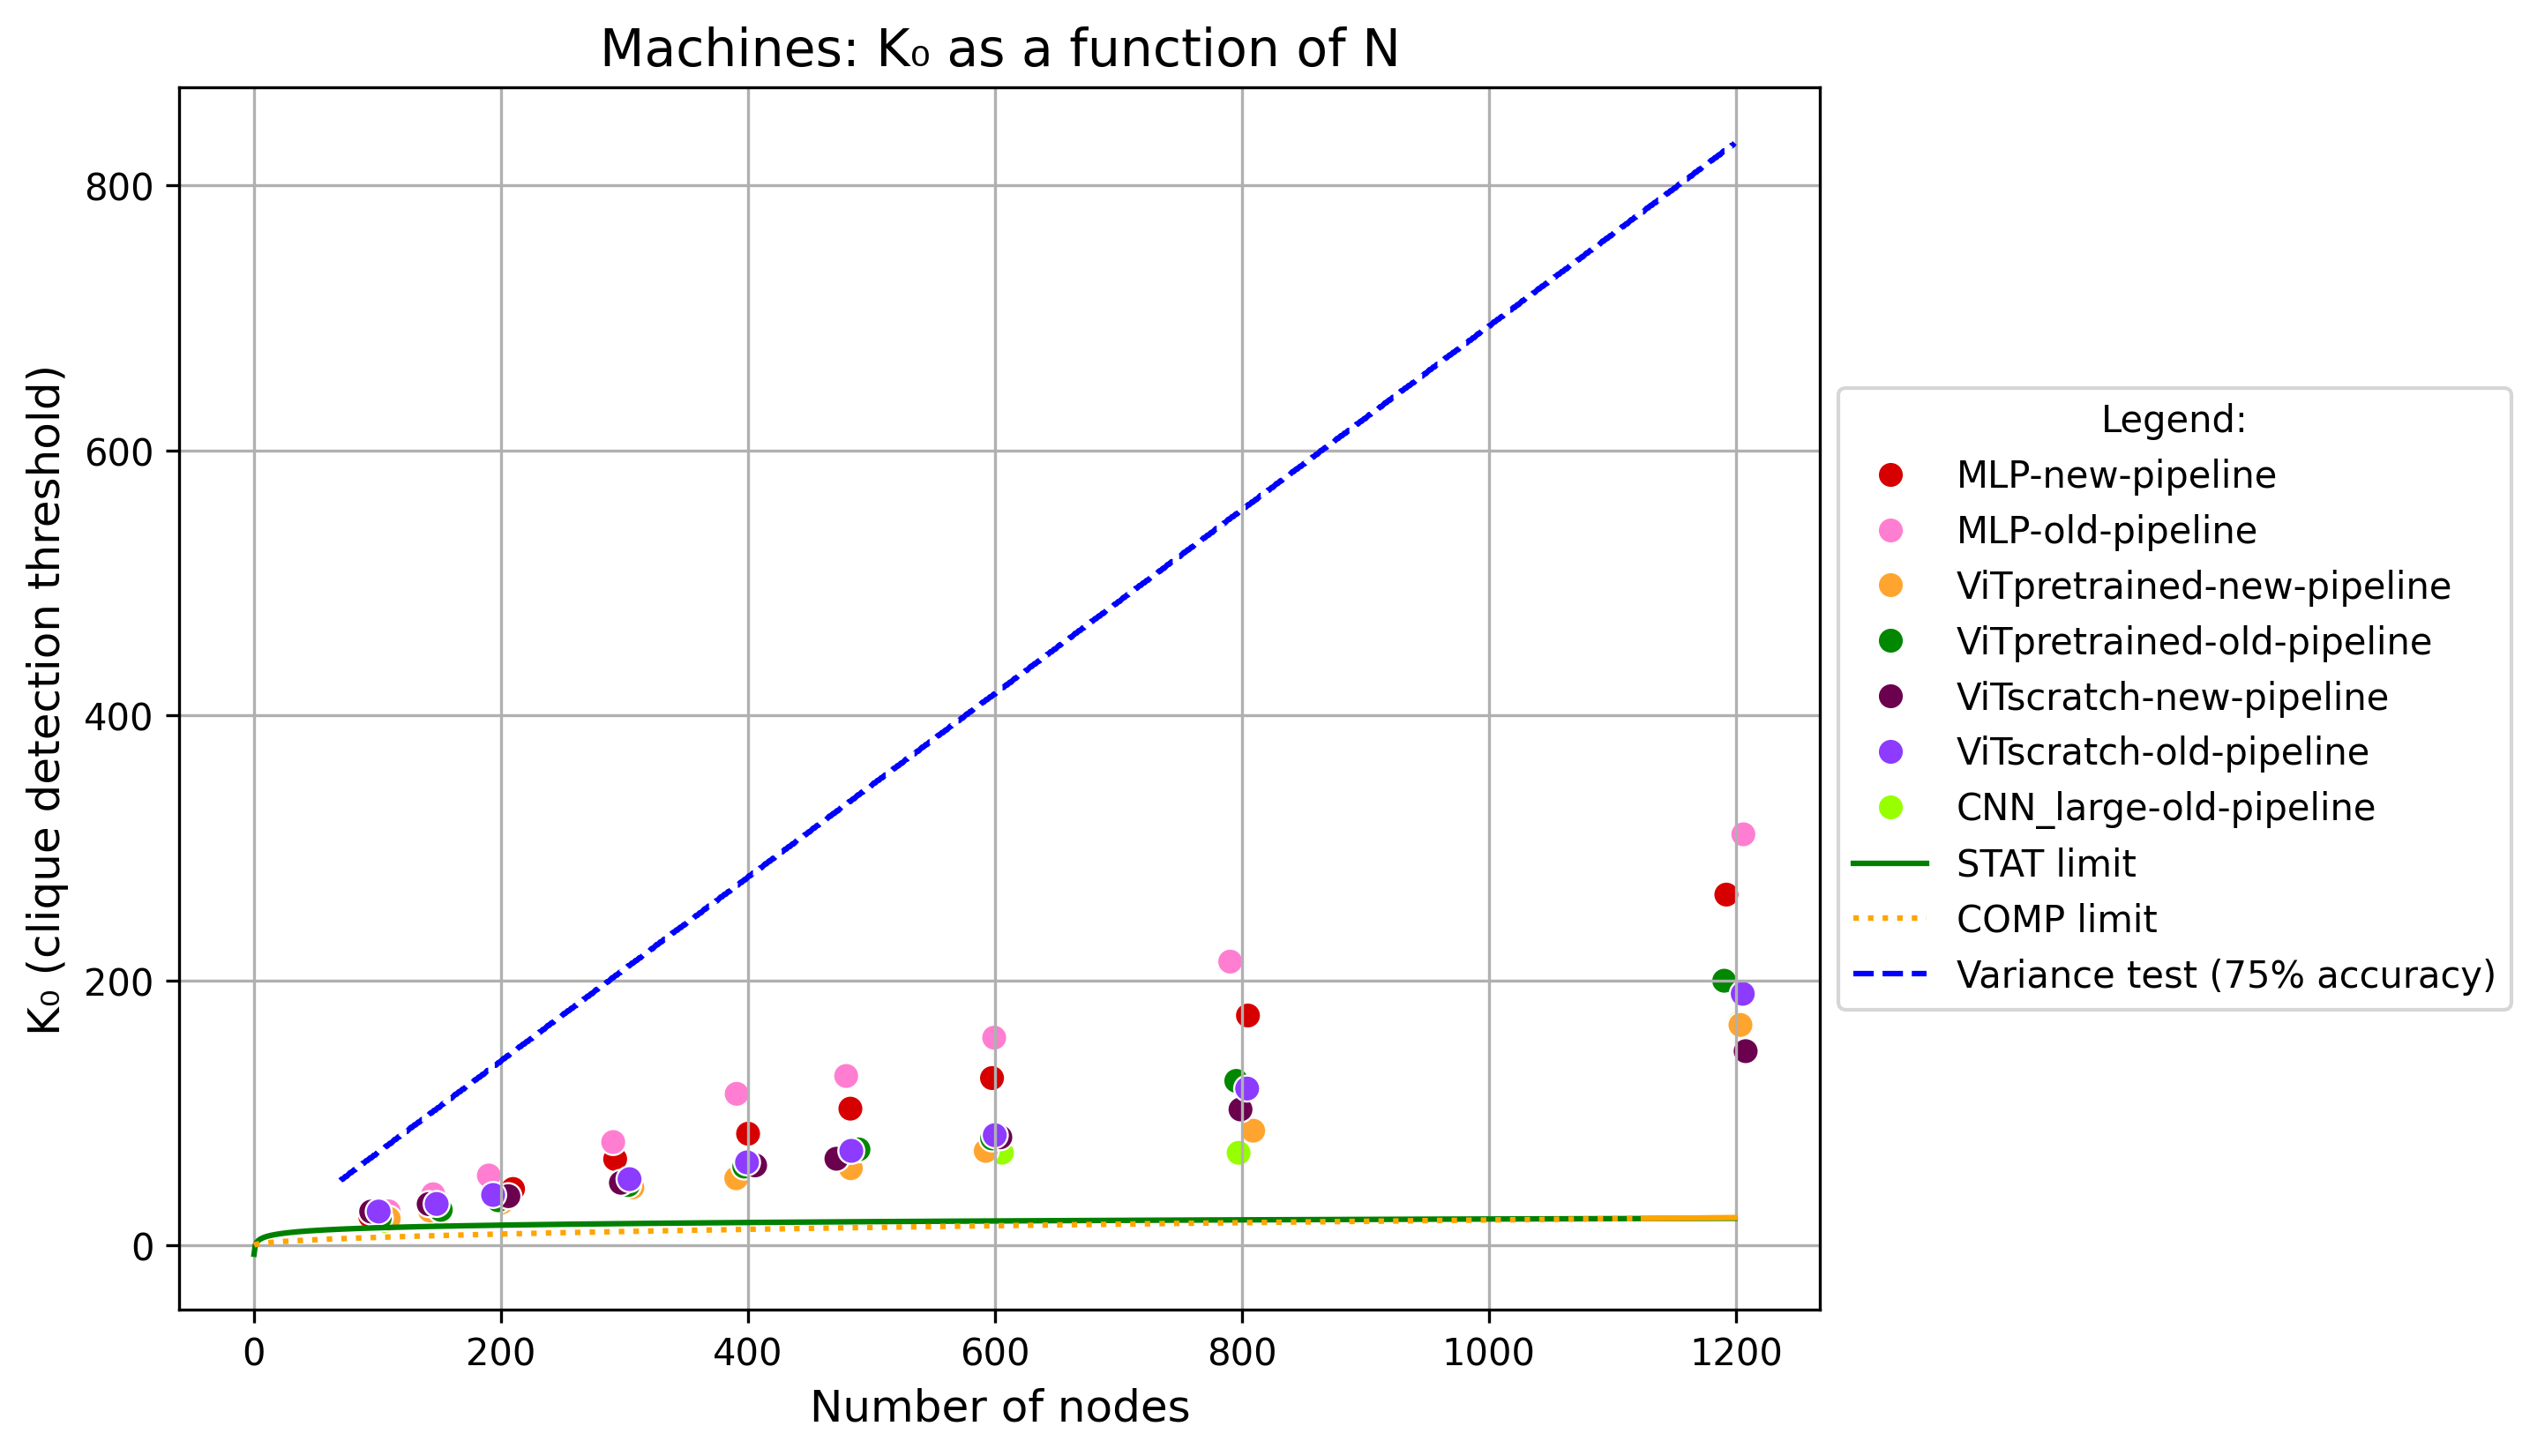 Machines: K₀ as a function of N
K₀ (clique detection threshold)
800
600
400
200
0
0 200 400 600 800 1000 1200
Number of nodes
Legend:
MLP-new-pipeline
MLP-old-pipeline
ViTpretrained-new-pipeline
ViTpretrained-old-pipeline
ViTscratch-new-pipeline
ViTscratch-old-pipeline
CNN_large-old-pipeline
STAT limit
COMP limit
Variance test (75% accuracy)